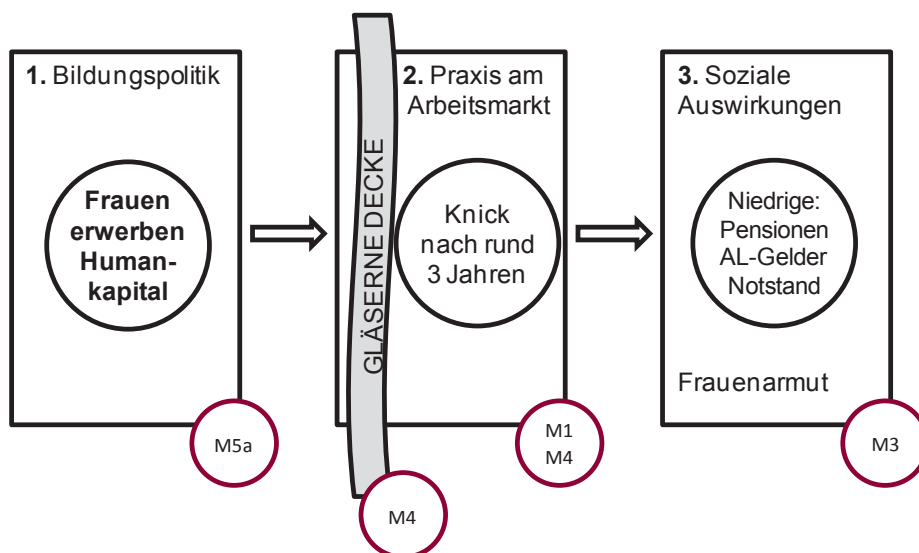 1. Bildungspolitik
Frauen
erwerben
Human-
kapital
M5a
GLÄSERNE DECKE
M4
2. Praxis am
Arbeitsmarkt
Knick
nach rund
3 Jahren
M1
M4
3. Soziale
Auswirkungen
Niedrige:
Pensionen
AL-Gelder
Notstand
Frauenarmut
M3